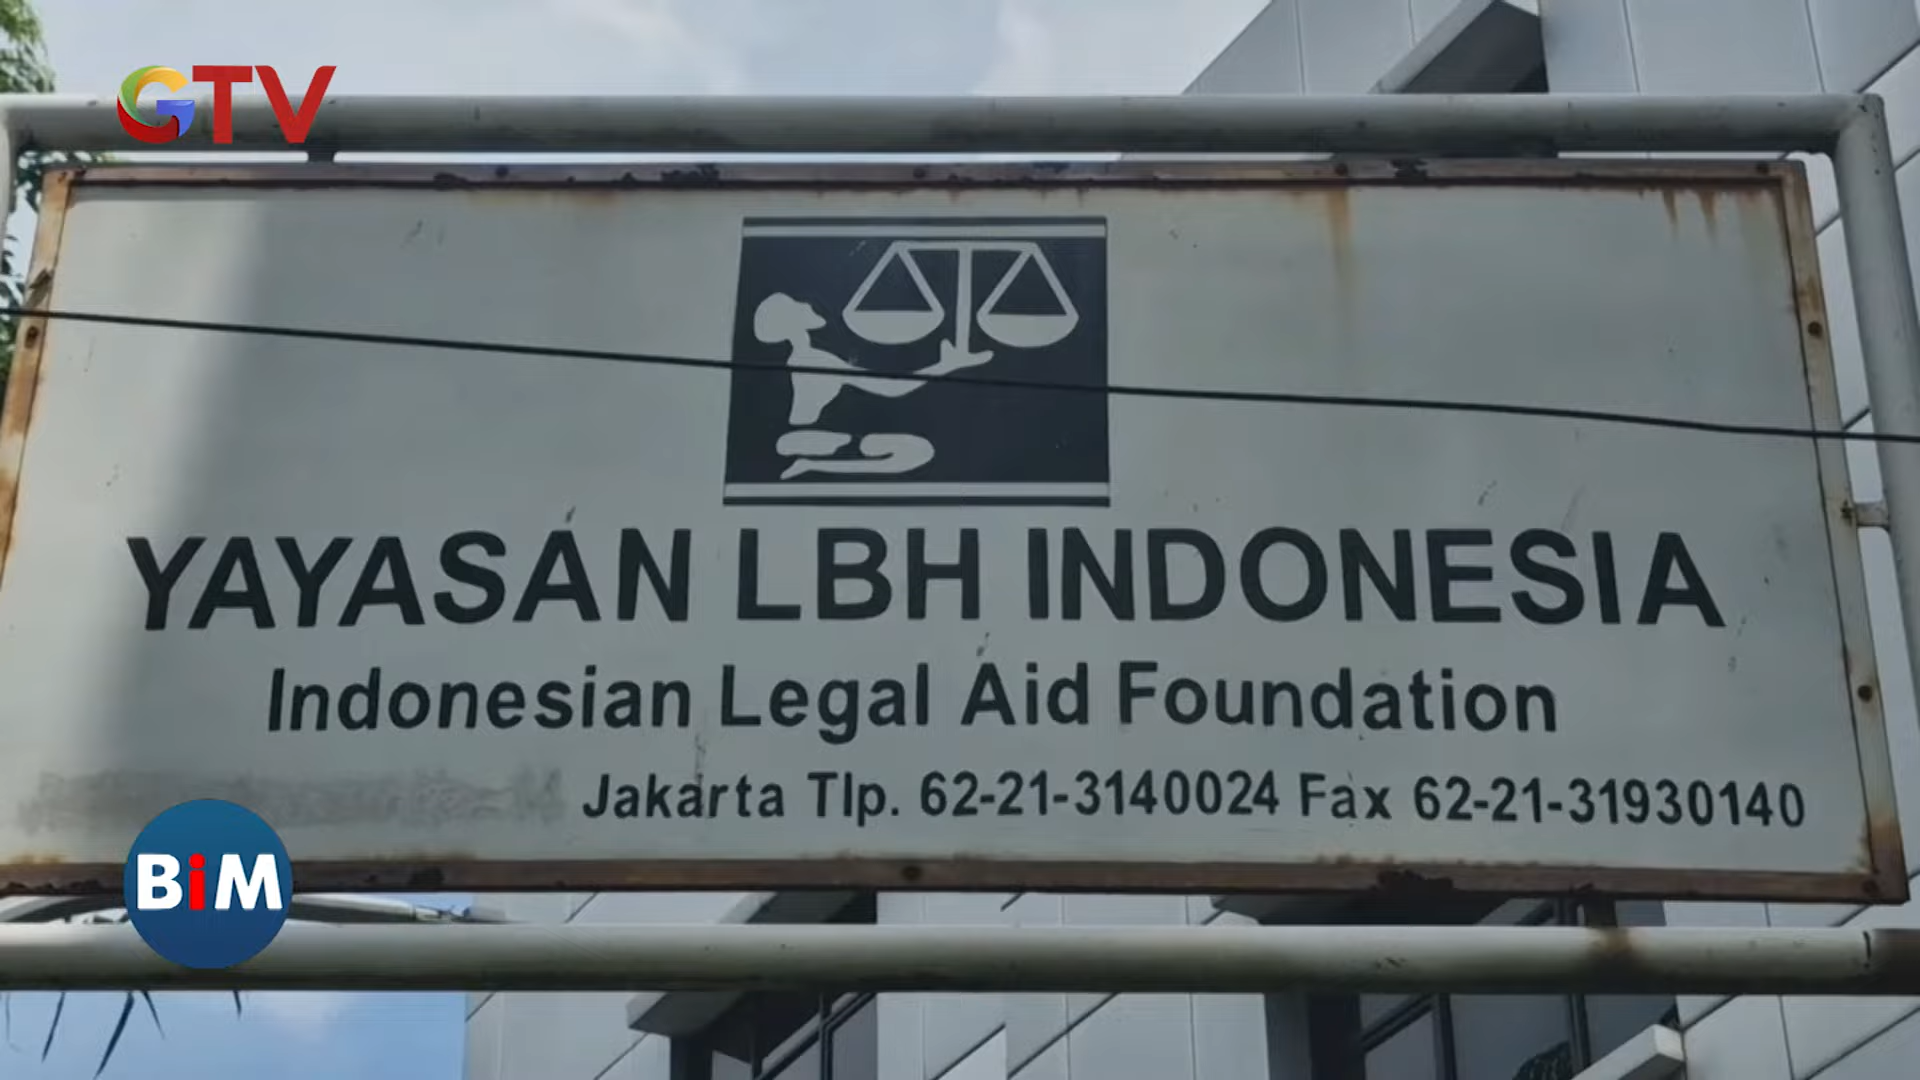 GTV
YAYASAN LBH INDONESIA
Indonesian Legal Aid Foundation
Jakarta Tlp. 62-21-3140024 Fax 62-21-31930140
BiM